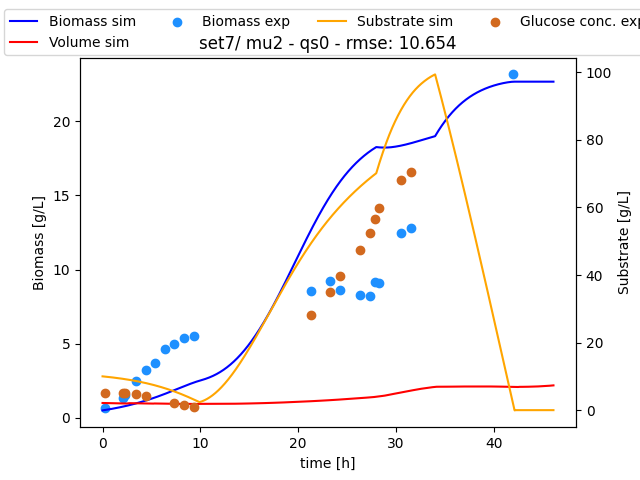 Biomass sim
Biomass exp
Substrate sim
Glucose conc. exp
Volume sim
set7/ mu2 - qs0 - rmse: 10.654
Biomass [g/L]
0
5
10
15
20
Substrate [g/L]
0
20
40
60
80
100
0
10
20
30
40
time [h]